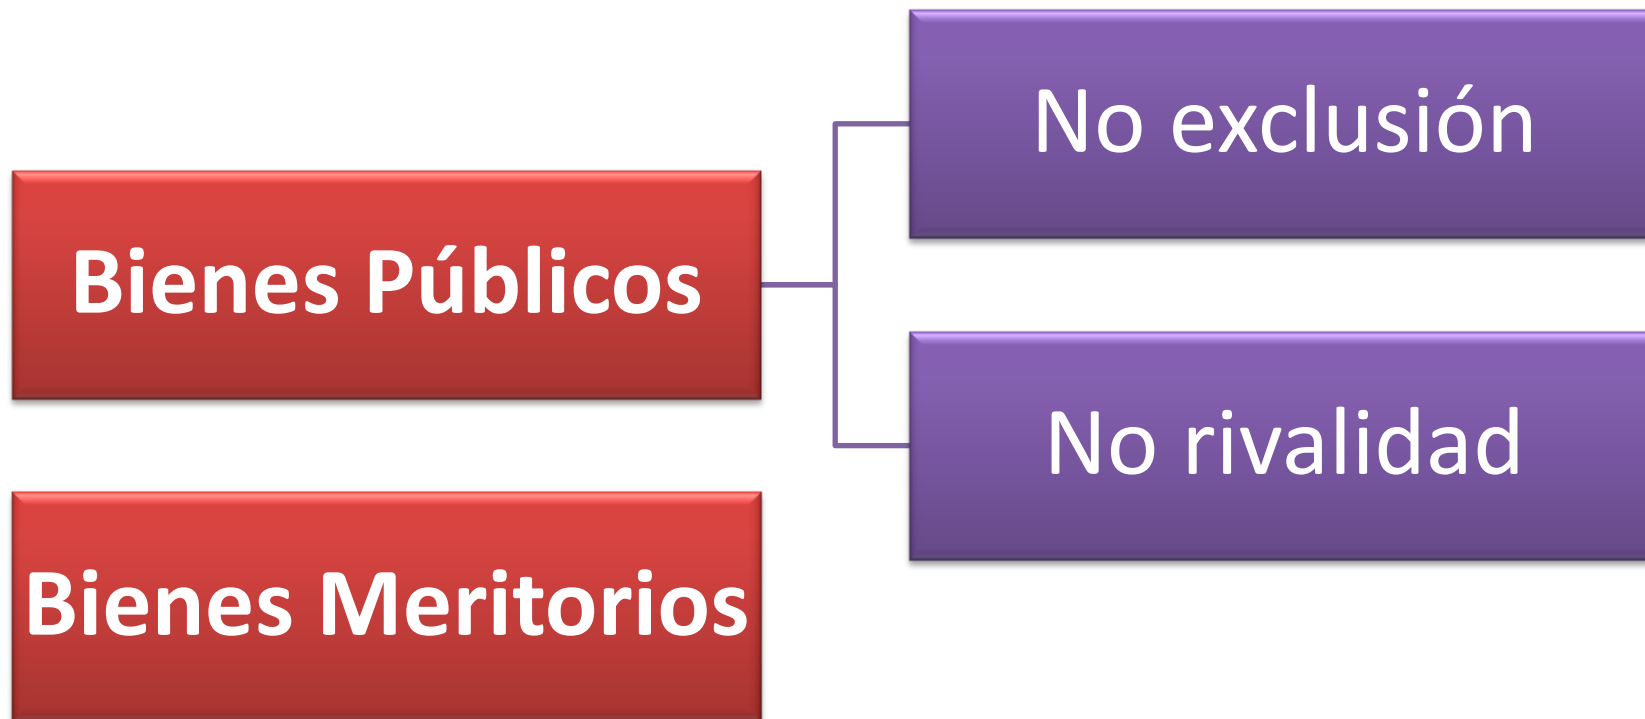 No exclusión
Bienes Públicos
No rivalidad
Bienes Meritorios